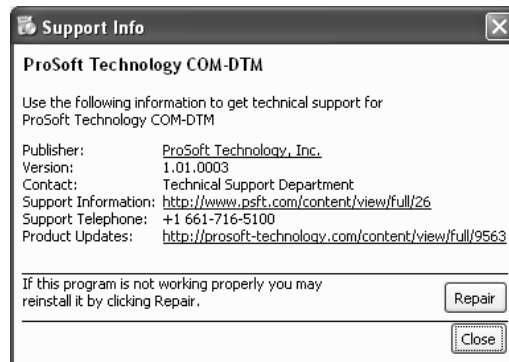 Support Info
ProSoft Technology COM-DTM
Use the following information to get technical support for
ProSoft Technology COM-DTM
Publisher: ProSoft Technology, Inc.
Version: 1.01.0003
Contact: Technical Support Department
Support Information: http://www.psft.com/content/view/full/26
Support Telephone: +1 661-716-5100
Product Updates: http://prosoft-technology.com/content/view/full/9563
If this program is not working properly you may
reinstall it by clicking Repair.
Repair
Close